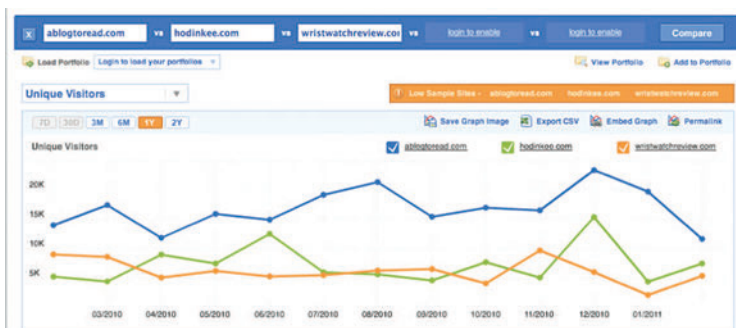 x ablogtoread.com vs hodinkee.com vs wristwatchreview.coi vs login to enable vs login to enable Compare
Load Portfolio Login to load your portfolios View Portfolio Add to Portfolio
Unique Visitors Low Sample Sites - ablogtoread.com hodinkee.com wristwatchreview.com
7D 30D 3M 6M 1Y 2Y Save Graph Image Export CSV Embed Graph Permalink
Unique Visitors ablogtoread.com hodinkee.com wristwatchreview.com
20K
15K
10K
5K
03/2010 04/2010 05/2010 06/2010 07/2010 08/2010 09/2010 10/2010 11/2010 12/2010 01/2011